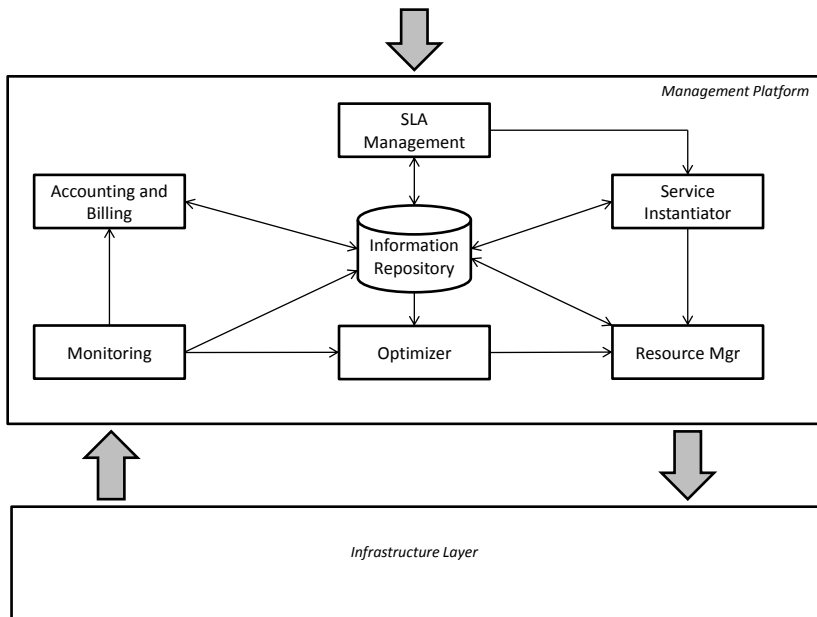 Management Platform
SLA
Management
Accounting and
Billing
Service
Instantiator
Information
Repository
Monitoring
Optimizer
Resource Mgr
Infrastructure Layer